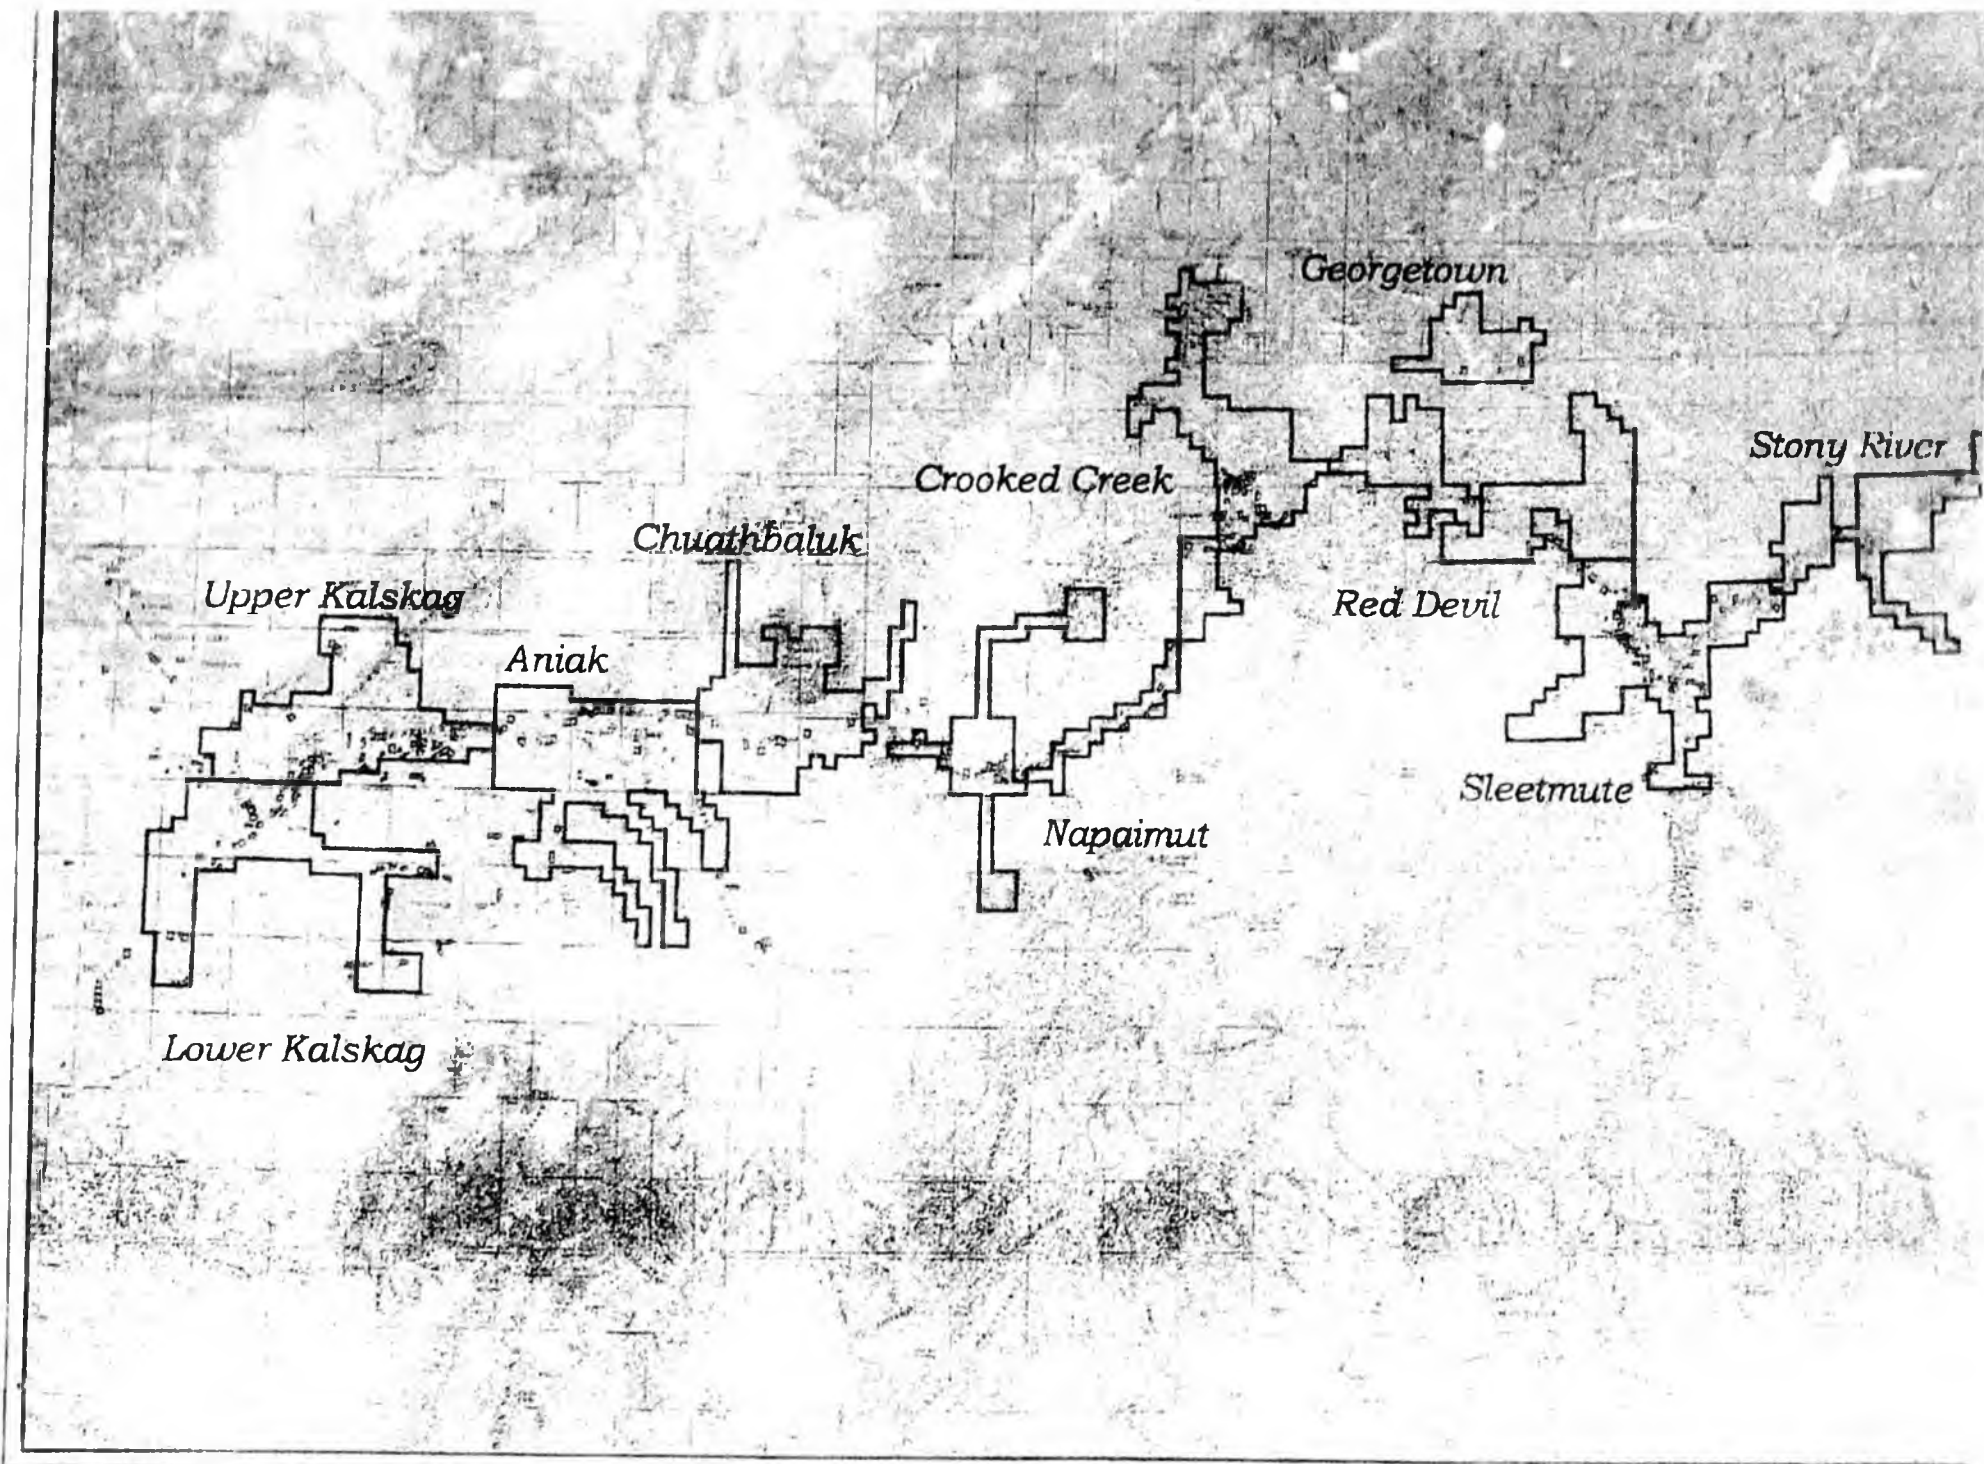 Georgetown
Stony River
Crooked Creek
Chuathbaluk
Upper Kalskag
Red Devil
Aniak
Sleetmute
Napaimut
Lower Kalskag